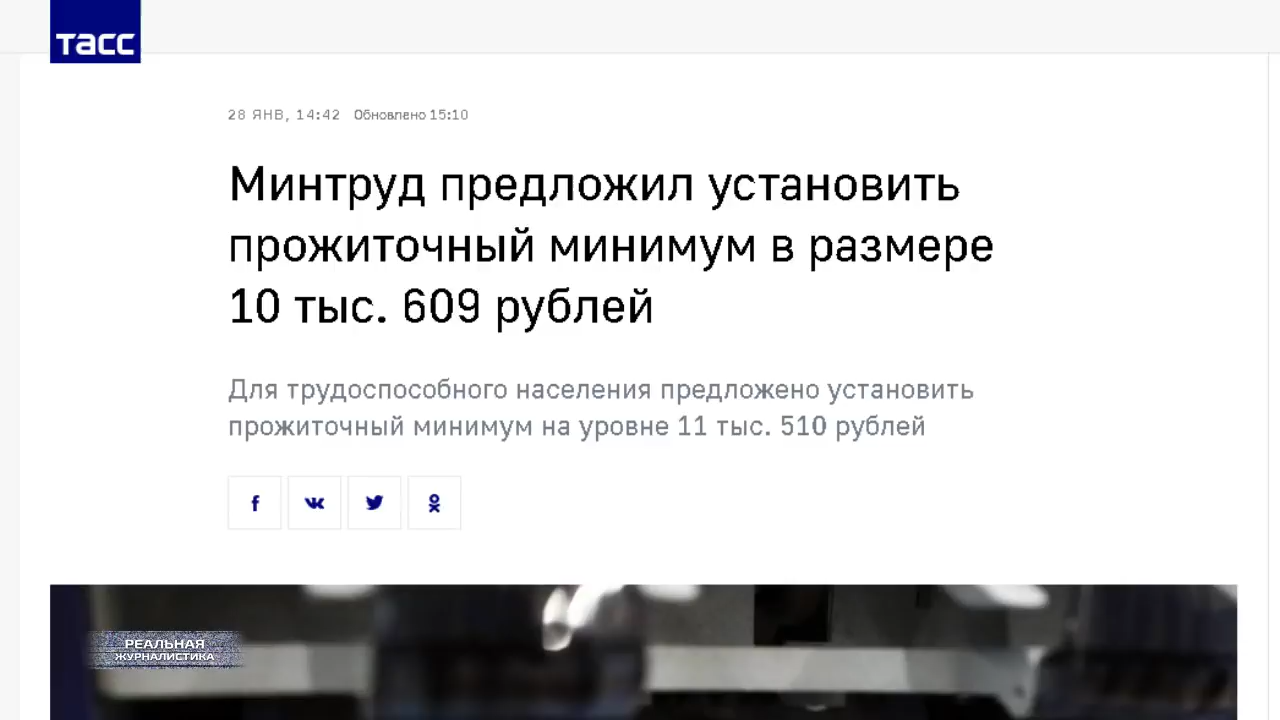 тасс
28 ЯНВ, 14:42 Обновлено 15:10
Минтруд предложил установить
прожиточный минимум в размере
10 тыс. 609 рублей
Для трудоспособного населения предложено установить
прожиточный минимум на уровне 11 тыс. 510 рублей
РЕАЛЬНАЯ
ЖУРНАЛИСТИКА